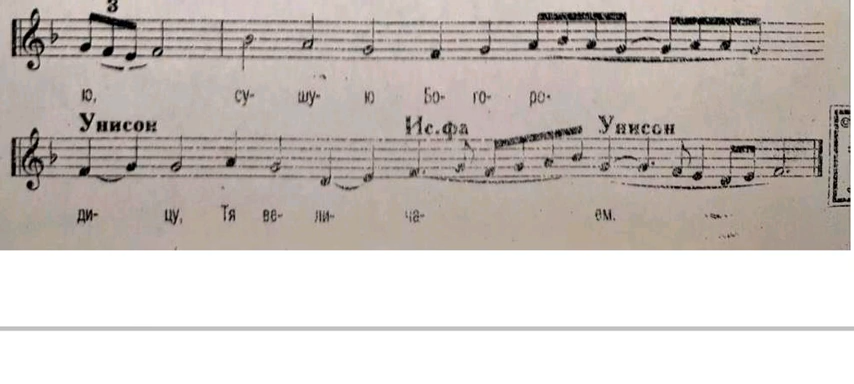 3
ю, су- шу- ю Бо- го- ро-
Унисон Ис.фа Унисон
ди- цу, Тя ве- ли- ча- ем.